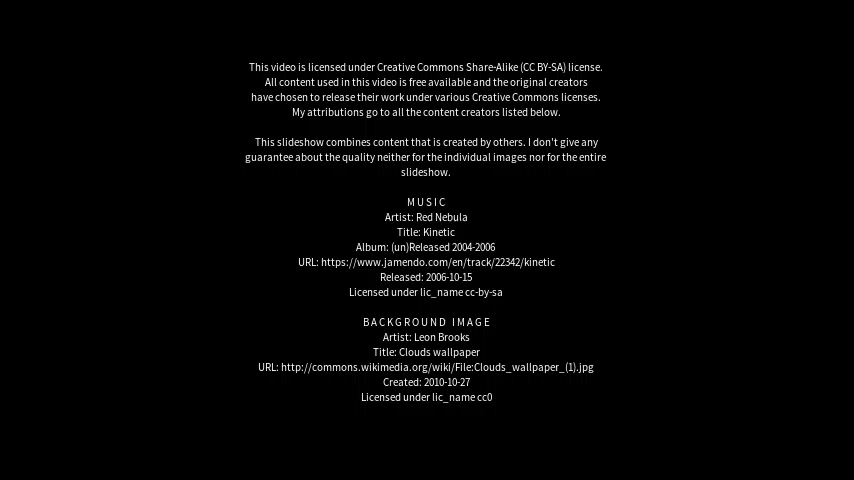 This video is licensed under Creative Commons Share-Alike (CC BY-SA) license.
All content used in this video is free available and the original creators
have chosen to release their work under various Creative Commons licenses.
My attributions go to all the content creators listed below.
This slideshow combines content that is created by others. I don't give any
guarantee about the quality neither for the individual images nor for the entire
slideshow.
MUSIC
Artist: Red Nebula
Title: Kinetic
Album: (un)Released 2004-2006
URL: https://www.jamendo.com/en/track/22342/kinetic
Released: 2006-10-15
Licensed under lic_name cc-by-sa
BACKGROUND IMAGE
Artist: Leon Brooks
Title: Clouds wallpaper
URL: http://commons.wikimedia.org/wiki/File:Clouds_wallpaper_(1).jpg
Created: 2010-10-27
Licensed under lic_name cc0